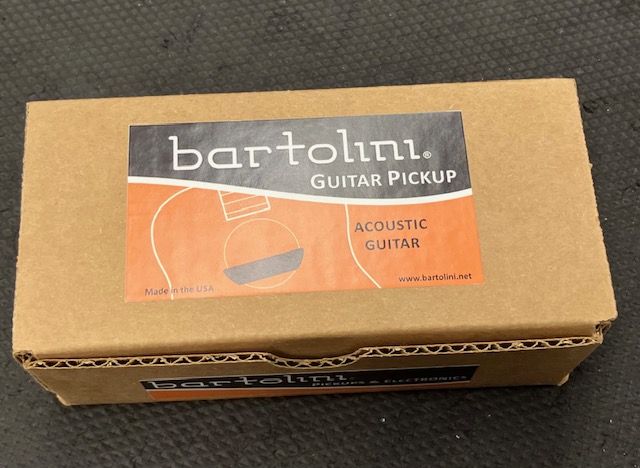 bartolini®
GUITAR PICKUP
ACOUSTIC
GUITAR
www.bartolini.net
Made in the USA
bartolini
PICKUPS & ELECTRONICS